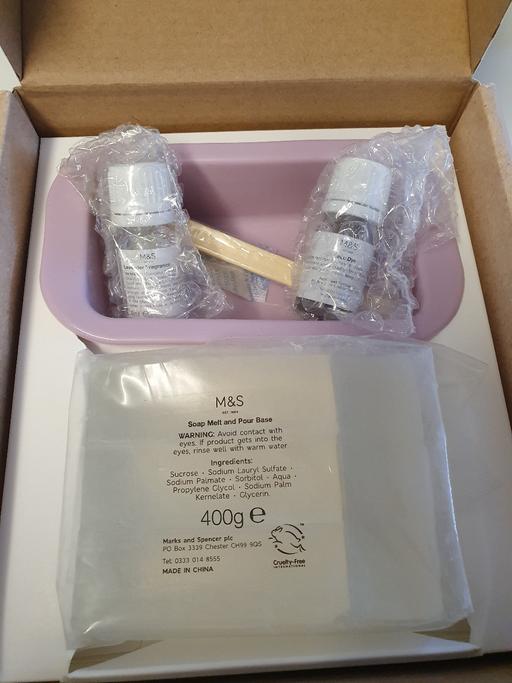 M&S
Lavender Fragrance
M&S
M&S
EST. 1884
Soap Melt and Pour Base
WARNING: Avoid contact with
eyes. If product gets into the
eyes, rinse well with warm water
Ingredients:
Sucrose • Sodium Lauryl Sulfate •
Sodium Palmate • Sorbitol • Aqua •
Propylene Glycol • Sodium Palm
Kernelate • Glycerin.
400g ℮
Marks and Spencer plc
PO Box 3339 Chester CH99 9QS
Tel: 0333 014 8555
MADE IN CHINA
Cruelty-Free
INTERNATIONAL